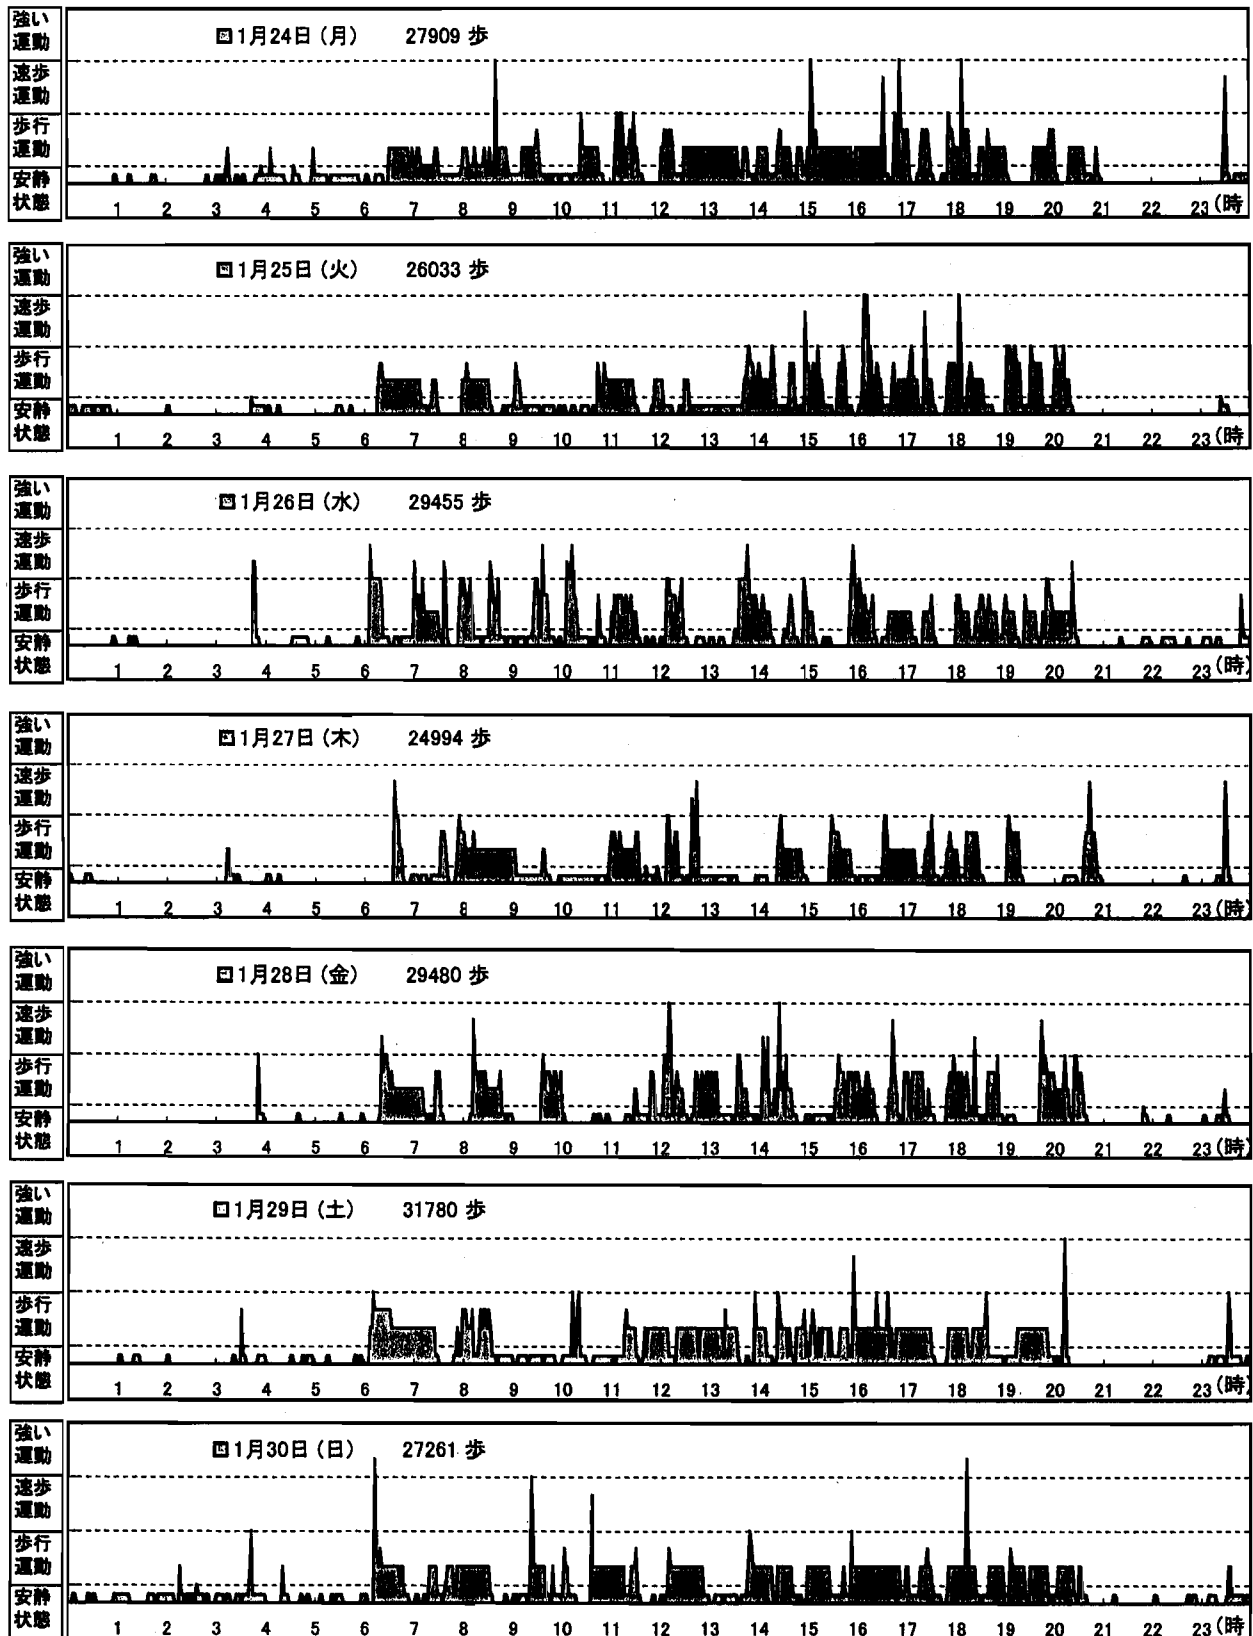 強い
運動
□1月24日（月） 27909 歩
速歩
運動
歩行
運動
安静
状態
1 2 3 4 5 6 7 8 9 10 11 12 13 14 15 16 17 18 19 20 21 22 23 (時
強い
運動
□1月25日（火） 26033 歩
速歩
運動
歩行
運動
安静
状態
1 2 3 4 5 6 7 8 9 10 11 12 13 14 15 16 17 18 19 20 21 22 23 (時
強い
運動
□1月26日（水） 29455 歩
速歩
運動
歩行
運動
安静
状態
1 2 3 4 5 6 7 8 9 10 11 12 13 14 15 16 17 18 19 20 21 22 23 (時)
強い
運動
□1月27日（木） 24994 歩
速歩
運動
歩行
運動
安静
状態
1 2 3 4 5 6 7 8 9 10 11 12 13 14 15 16 17 18 19 20 21 22 23 (時)
強い
運動
□1月28日（金） 29480 歩
速歩
運動
歩行
運動
安静
状態
1 2 3 4 5 6 7 8 9 10 11 12 13 14 15 16 17 18 19 20 21 22 23 (時)
強い
運動
□1月29日（土） 31780 歩
速歩
運動
歩行
運動
安静
状態
1 2 3 4 5 6 7 8 9 10 11 12 13 14 15 16 17 18 19 20 21 22 23 (時)
強い
運動
□1月30日（日） 27261 歩
速歩
運動
歩行
運動
安静
状態
1 2 3 4 5 6 7 8 9 10 11 12 13 14 15 16 17 18 19 20 21 22 23 (時